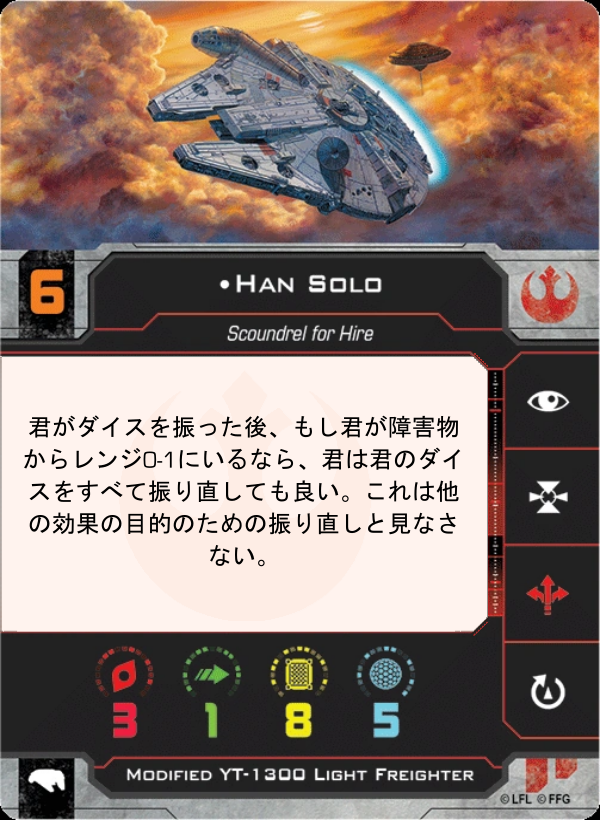 6
•Han Solo
Scoundrel for Hire
君がダイスを振った後、もし君が障害物
からレンジ0-1にいるなら、君は君のダイ
スをすべて振り直しても良い。これは他
の効果の目的のための振り直しと見なさ
ない。
3 1 8 5
Modified YT-1300 Light Freighter
©LFL ©FFG